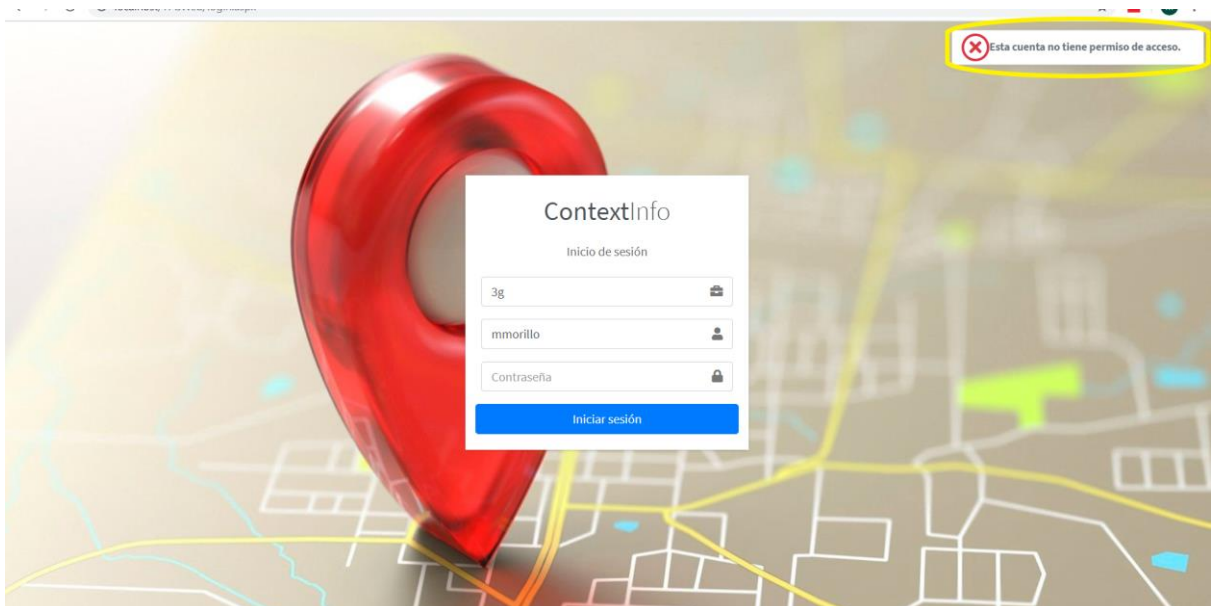 Esta cuenta no tiene permiso de acceso.
ContextInfo
Inicio de sesión
3g
mmorillo
Contraseña
Iniciar sesión